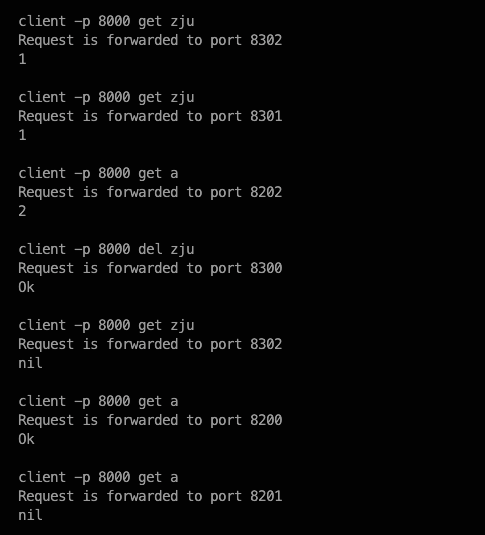 client -p 8000 get zju
Request is forwarded to port 8302
1
client -p 8000 get zju
Request is forwarded to port 8301
1
client -p 8000 get a
Request is forwarded to port 8202
2
client -p 8000 del zju
Request is forwarded to port 8300
Ok
client -p 8000 get zju
Request is forwarded to port 8302
nil
client -p 8000 get a
Request is forwarded to port 8200
Ok
client -p 8000 get a
Request is forwarded to port 8201
nil